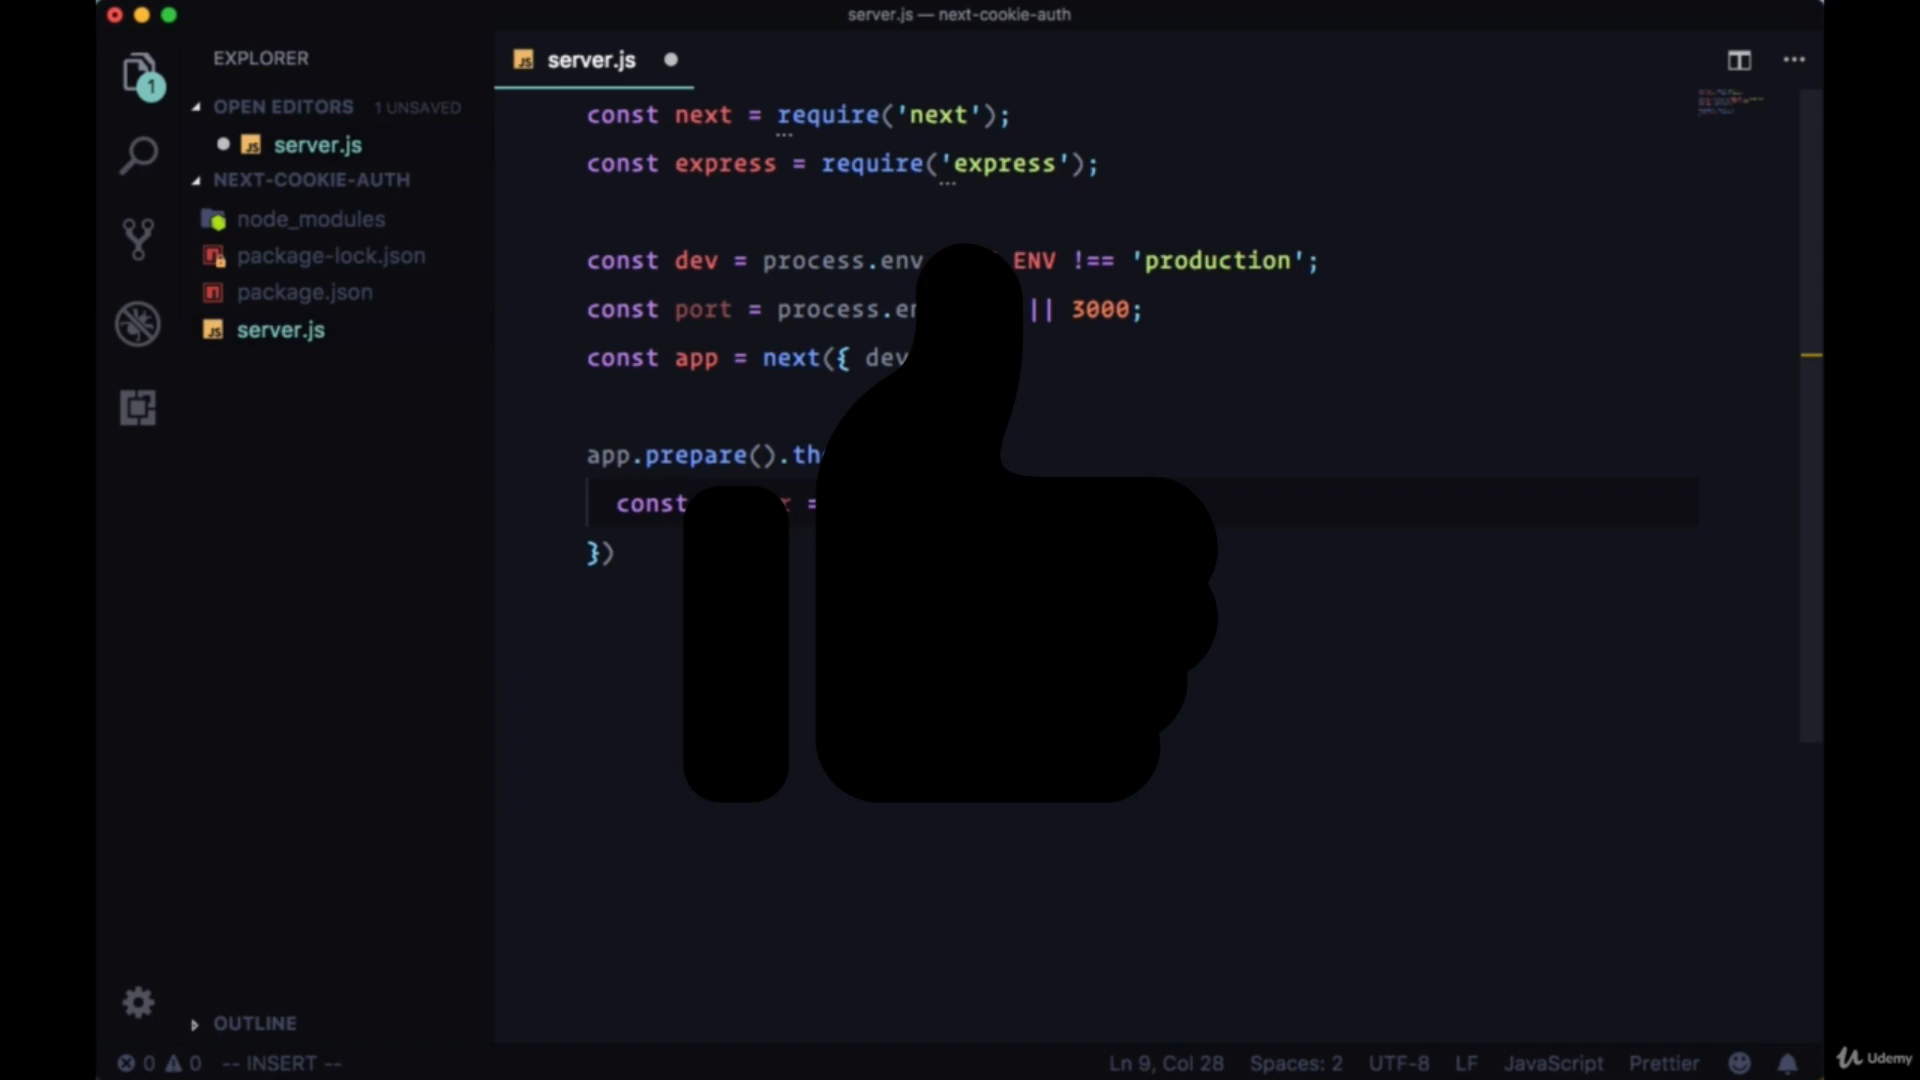 server.js — next-cookie-auth
EXPLORER
OPEN EDITORS 1 UNSAVED
server.js
NEXT-COOKIE-AUTH
node_modules
package-lock.json
package.json
server.js
OUTLINE
server.js
const next = require('next');
const express = require('express');
const dev = process.env ENV !== 'production';
const port = process.en || 3000;
const app = next({ dev
app.prepare().th
const =
})
1
JS
0 0 -- INSERT --
Ln 9, Col 28 Spaces: 2 UTF-8 LF JavaScript Prettier
Udemy